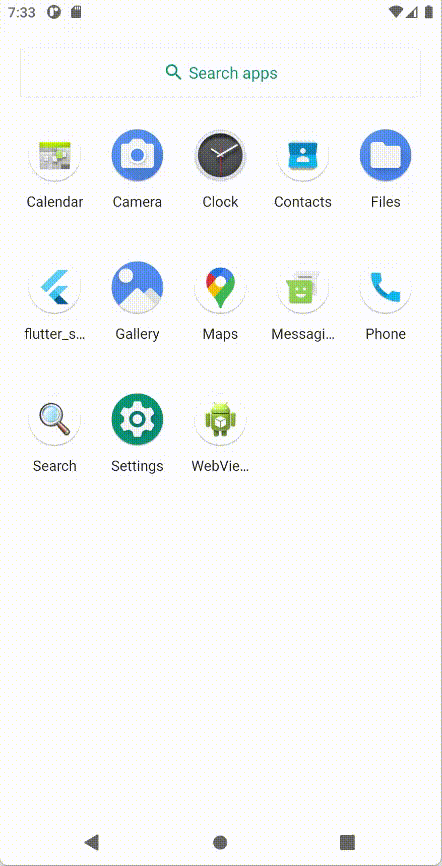 7:33
Search apps
Calendar Camera Clock Contacts Files
flutter_s... Gallery Maps Messagi... Phone
Search Settings WebVie...